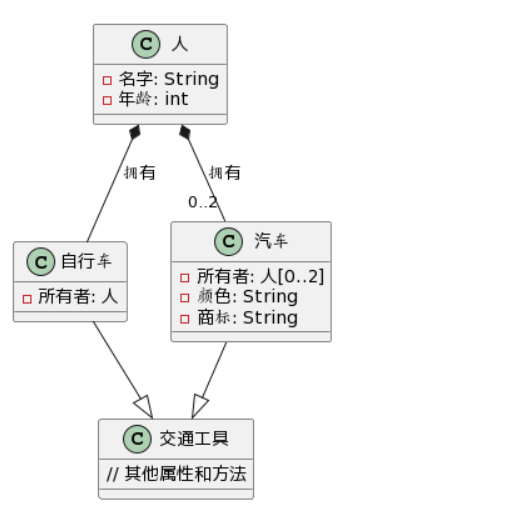 C 人
名字: String
年龄: int
拥有
拥有
0..2
C 自行车
所有者: 人
C 汽车
所有者: 人[0..2]
颜色: String
商标: String
C 交通工具
// 其他属性和方法